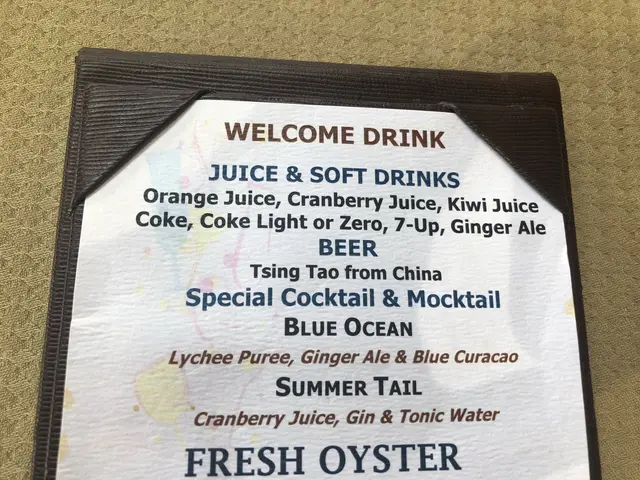 WELCOME DRINK
JUICE & SOFT DRINKS
Orange Juice, Cranberry Juice, Kiwi Juice
Coke, Coke Light or Zero, 7-Up, Ginger Ale
BEER
Tsing Tao from China
Special Cocktail & Mocktail
BLUE OCEAN
Lychee Puree, Ginger Ale & Blue Curacao
SUMMER TAIL
Cranberry Juice, Gin & Tonic Water
FRESH OYSTER